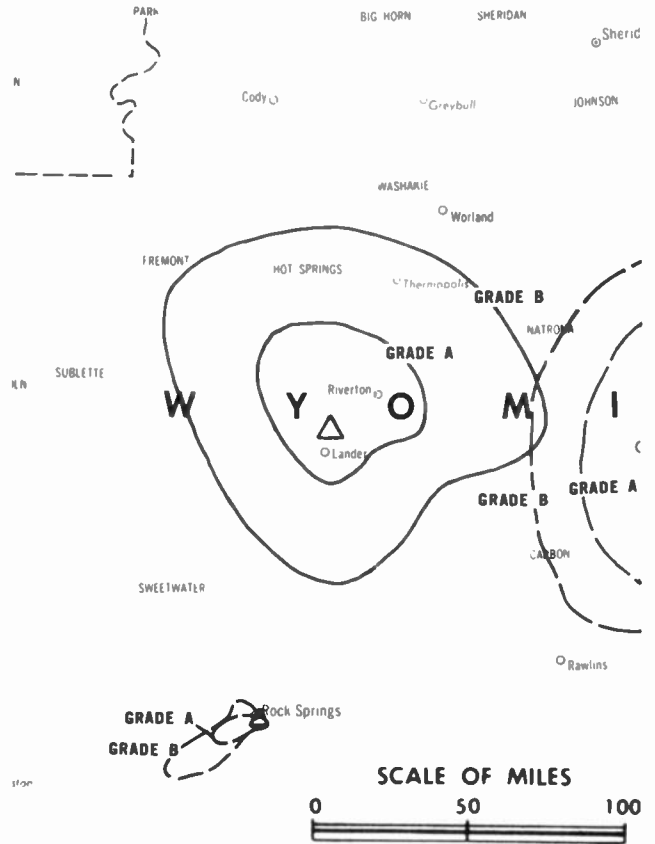 PARK
BIG HORN
SHERIDAN
Sherid
N
Cody
Greybull
JOHNSON
WASHAKIE
Worland
FREMONT
HOT SPRINGS
Thermopolis
GRADE B
NATRONA
GRADE A
SUBLETTE
Riverton
W Y O M I
Lander
GRADE B
GRADE A
CARBON
SWEETWATER
Rawlins
Rock Springs
GRADE A
GRADE B
SCALE OF MILES
0 50 100